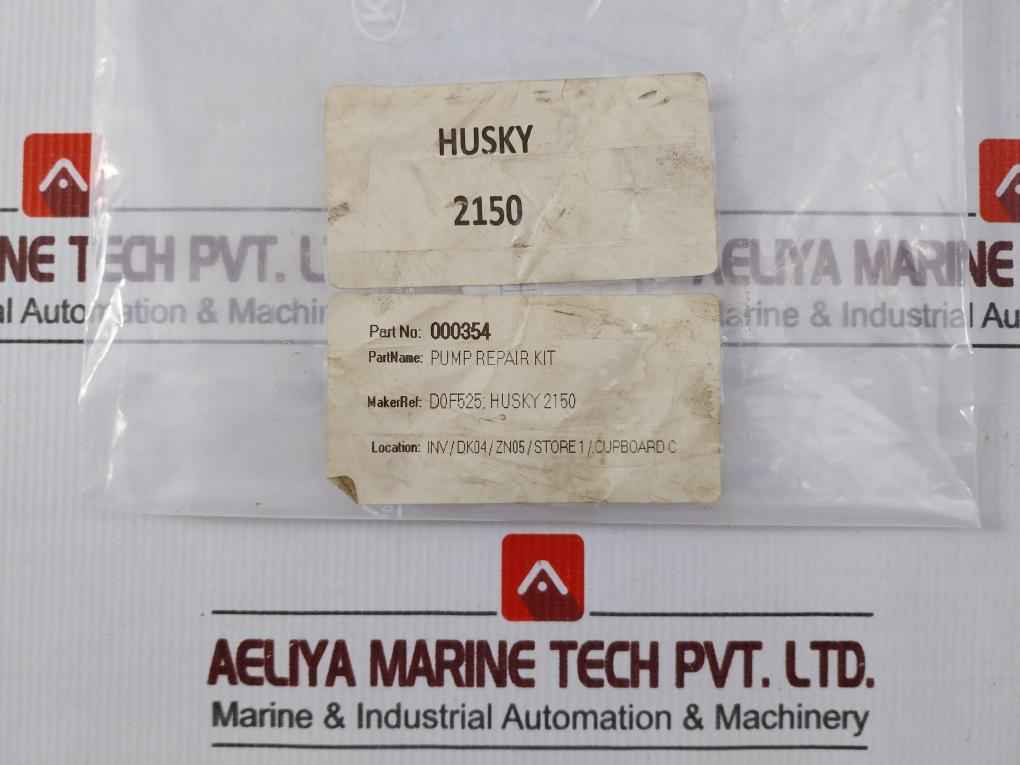 HUSKY
2150
NE TECH PVT. L
AELIYA MARINE
al Automation & Machin
arine & Industrial Au
Part No: 000354
PartName: PUMP REPAIR KIT
MakerRef: D0F525; HUSKY 2150
Location: INV / DK04 / ZN05 / STORE 1 / CUPBOARD C
AELIYA MARINE TECH PVT. LTD.
Marine & Industrial Automation & Machinery